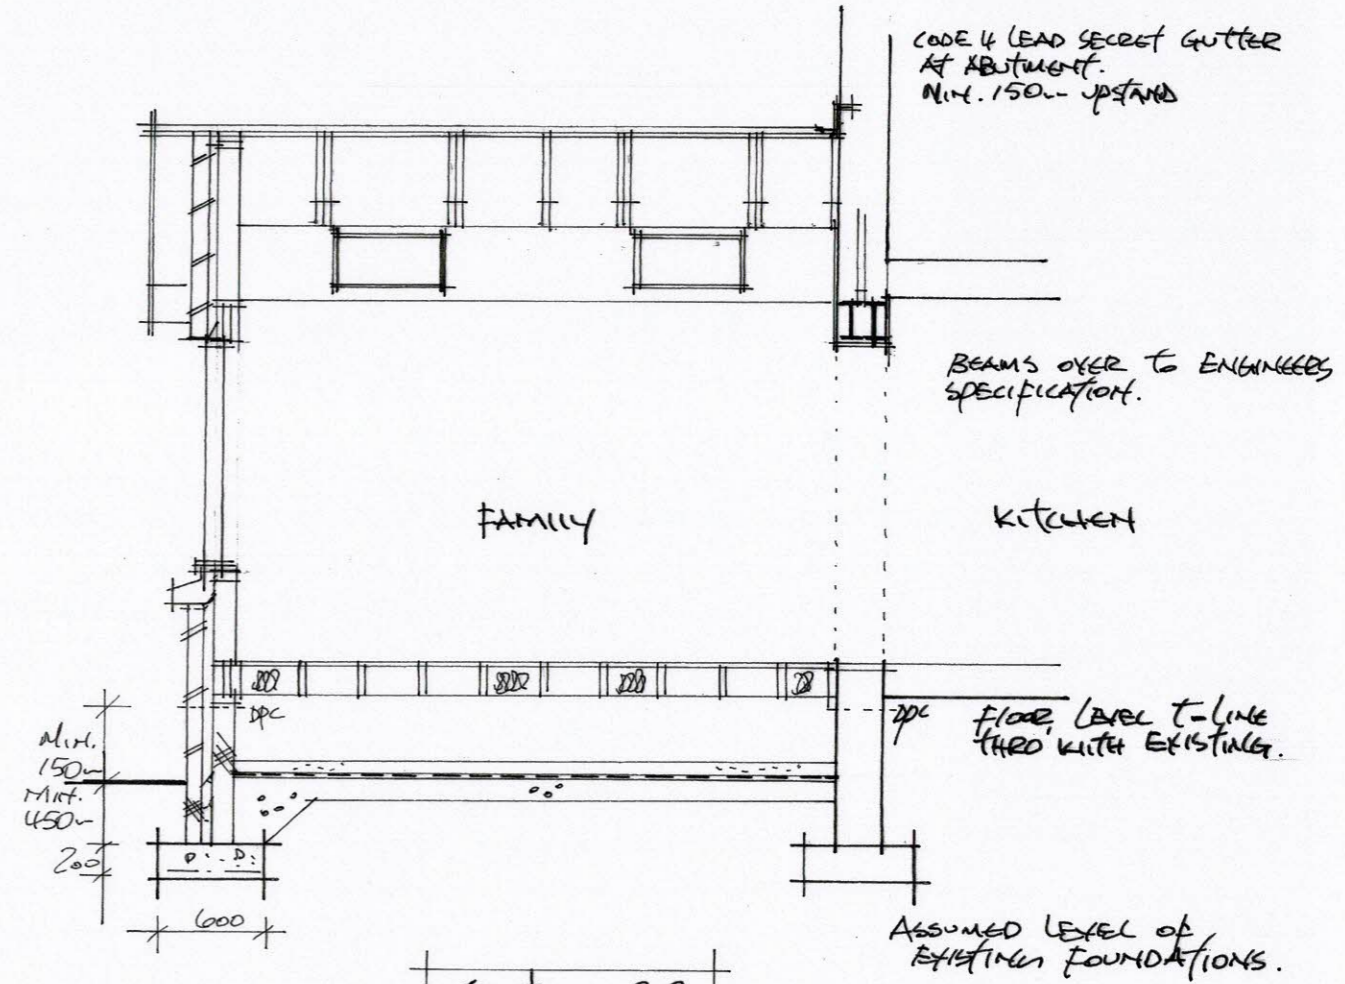 CODE 4 LEAD SECRET GUTTER
AT ABUTMENT.
MIN. 150mm UPSTAND
BEAMS OVER TO ENGINEERS
SPECIFICATION.
FAMILY
KITCHEN
DPC
DPC
FLOOR LEVEL T-LINE
THRO WITH EXISTING.
MIN.
150mm
MIN.
450mm
200
600
ASSUMED LEVEL OF
EXISTING FOUNDATIONS.